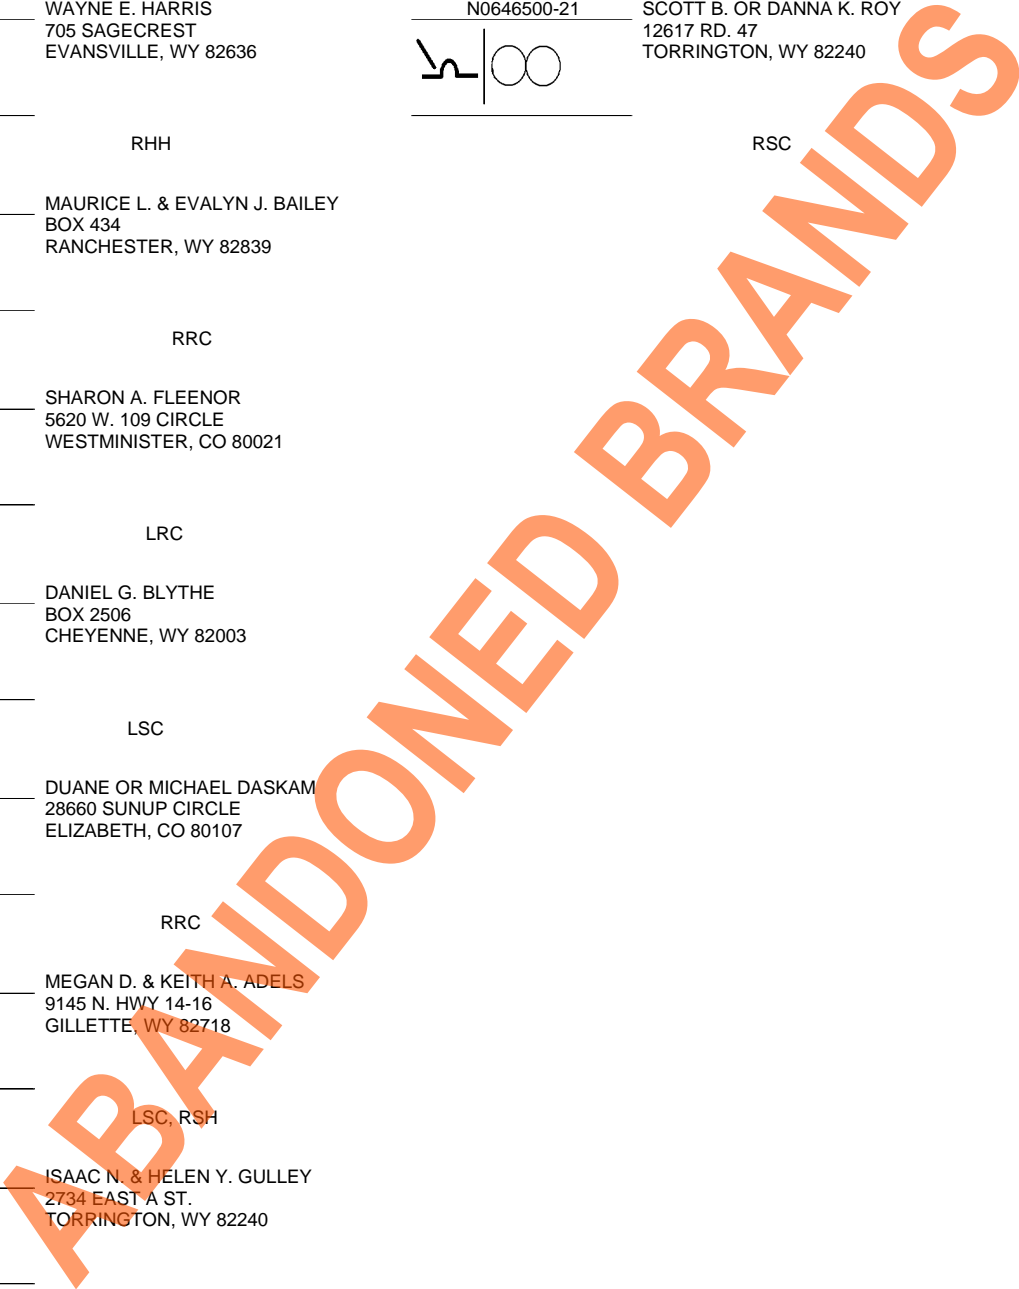 WAYNE E. HARRIS
705 SAGECREST
EVANSVILLE, WY 82636
RHH
MAURICE L. & EVALYN J. BAILEY
BOX 434
RANCHESTER, WY 82839
RRC
SHARON A. FLEENOR
5620 W. 109 CIRCLE
WESTMINISTER, CO 80021
LRC
DANIEL G. BLYTHE
BOX 2506
CHEYENNE, WY 82003
LSC
DUANE OR MICHAEL DASKAM
28660 SUNUP CIRCLE
ELIZABETH, CO 80107
RRC
MEGAN D. & KEITH A. ADELS
9145 N. HWY 14-16
GILLETTE, WY 82718
LSC, RSH
ISAAC N. & HELEN Y. GULLEY
2734 EAST A ST.
TORRINGTON, WY 82240
N0646500-21
SCOTT B. OR DANNA K. ROY
12617 RD. 47
TORRINGTON, WY 82240
RSC
ABANDONED BRANDS